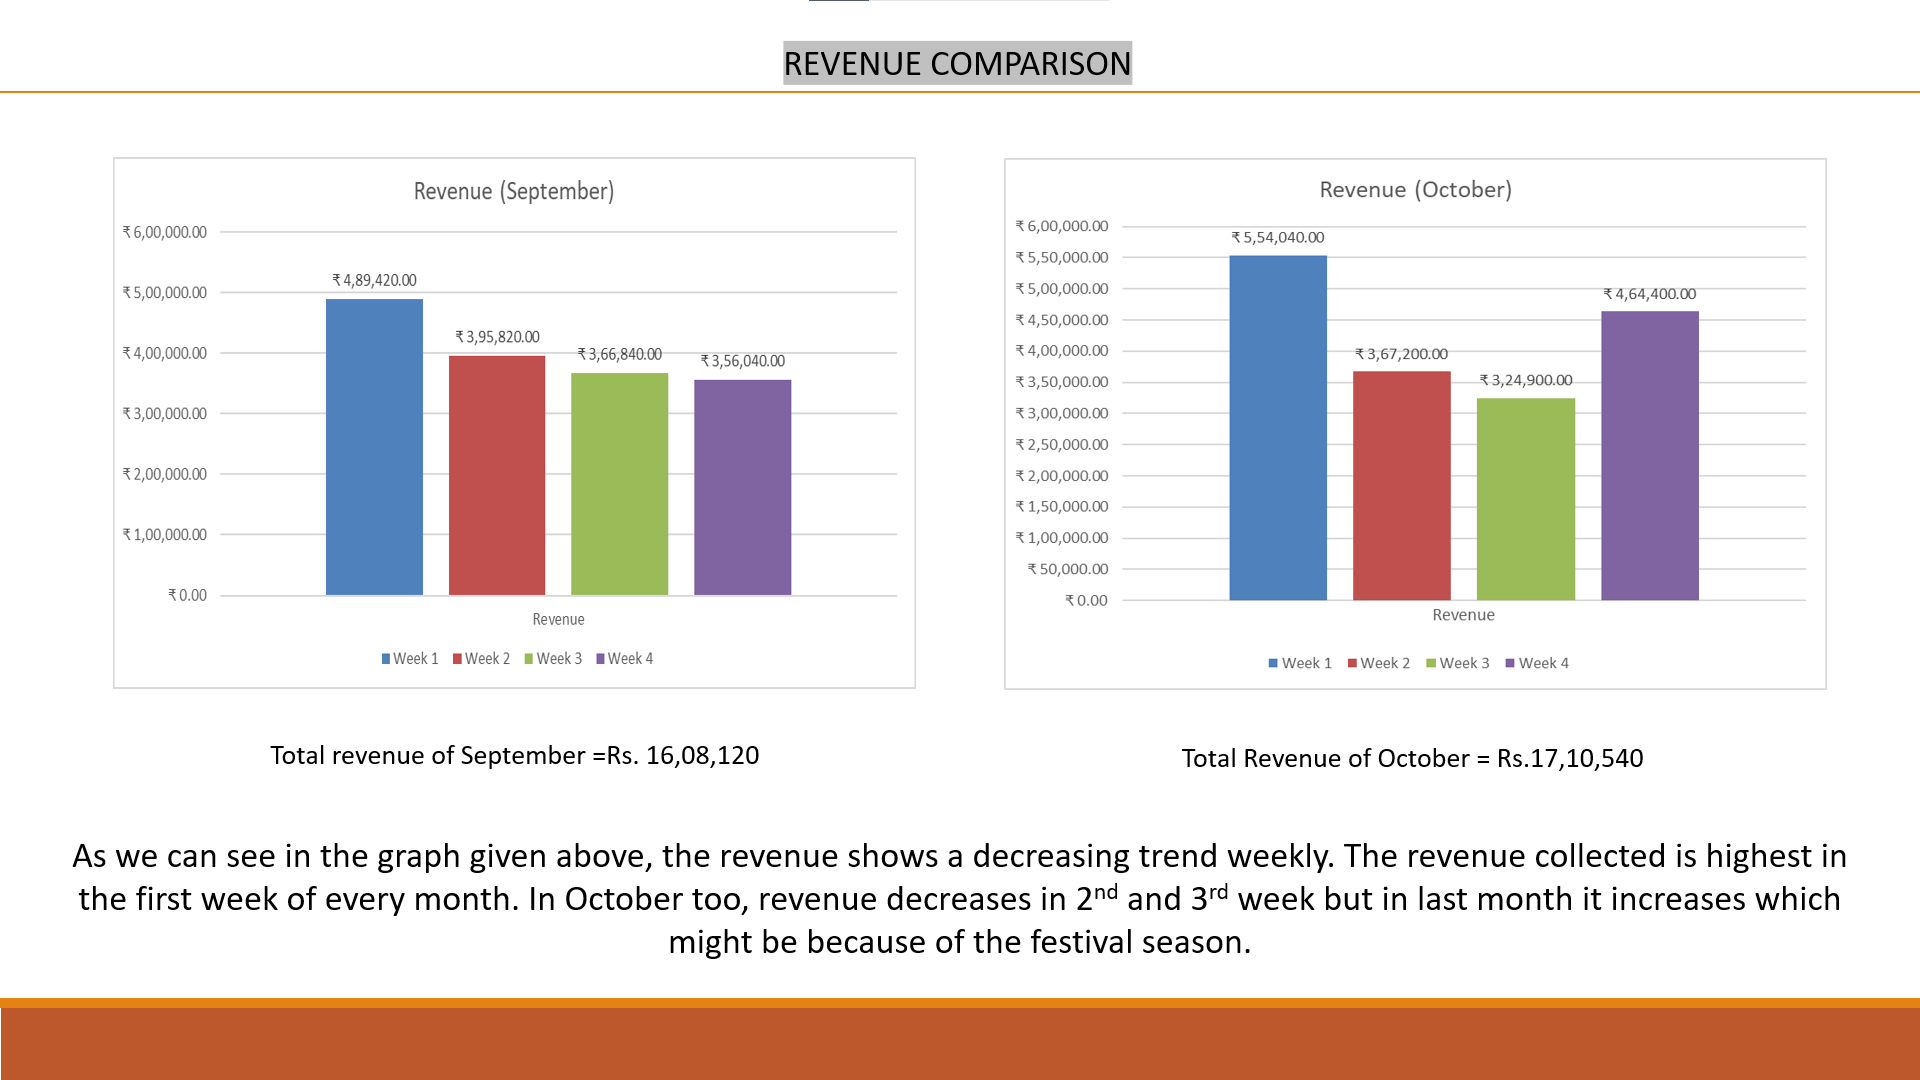 REVENUE COMPARISON
Revenue (September)
₹ 6,00,000.00
₹ 5,00,000.00
₹ 4,00,000.00
₹ 3,00,000.00
₹ 2,00,000.00
₹ 1,00,000.00
₹ 0.00
₹ 4,89,420.00
₹ 3,95,820.00
₹ 3,66,840.00
₹ 3,56,040.00
Revenue
Week 1 Week 2 Week 3 Week 4
Revenue (October)
₹ 6,00,000.00
₹ 5,50,000.00
₹ 5,00,000.00
₹ 4,50,000.00
₹ 4,00,000.00
₹ 3,50,000.00
₹ 3,00,000.00
₹ 2,50,000.00
₹ 2,00,000.00
₹ 1,50,000.00
₹ 1,00,000.00
₹ 50,000.00
₹ 0.00
₹ 5,54,040.00
₹ 3,67,200.00
₹ 3,24,900.00
₹ 4,64,400.00
Revenue
Week 1 Week 2 Week 3 Week 4
Total revenue of September =Rs. 16,08,120
Total Revenue of October = Rs.17,10,540
As we can see in the graph given above, the revenue shows a decreasing trend weekly. The revenue collected is highest in
the first week of every month. In October too, revenue decreases in 2nd and 3rd week but in last month it increases which
might be because of the festival season.